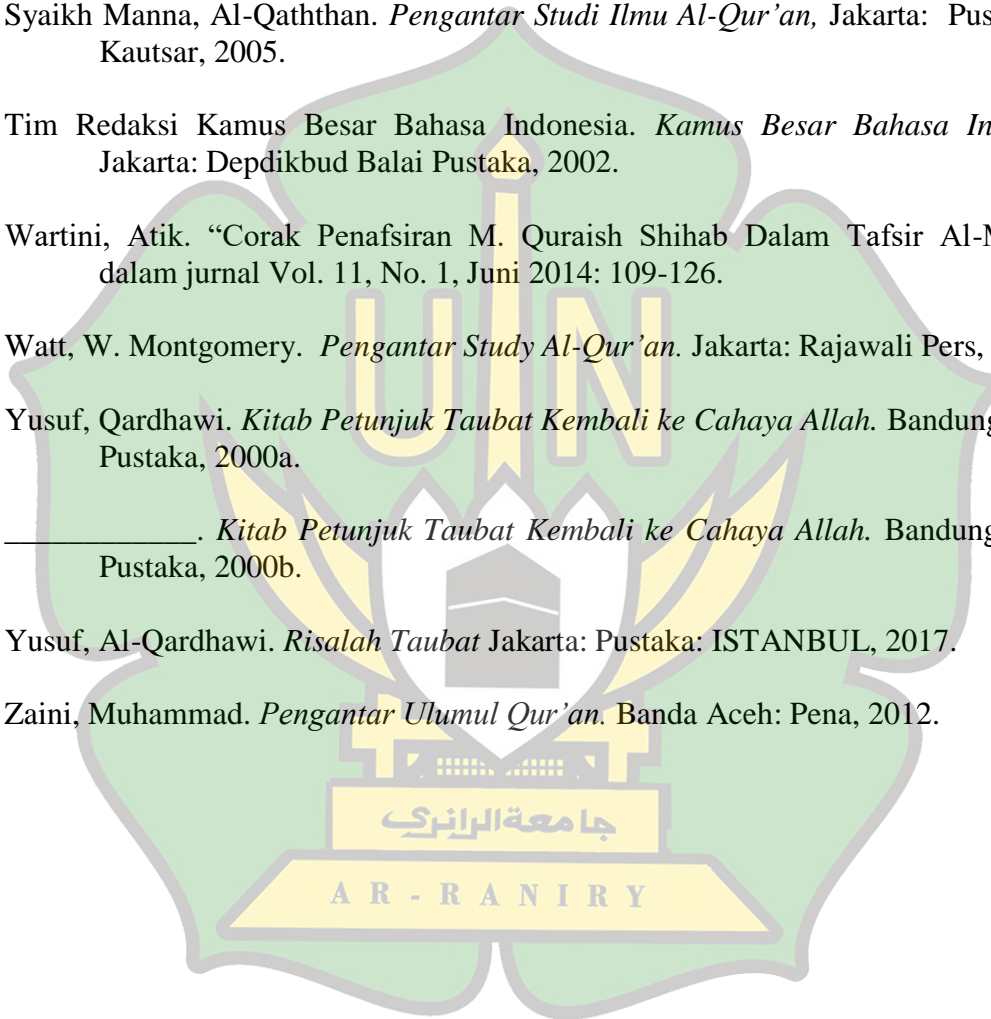 Syaikh Manna, Al-Qaththan. Pengantar Studi Ilmu Al-Qur’an, Jakarta: Pus
Kautsar, 2005.
Tim Redaksi Kamus Besar Bahasa Indonesia. Kamus Besar Bahasa In
Jakarta: Depdikbud Balai Pustaka, 2002.
Wartini, Atik. “Corak Penafsiran M. Quraish Shihab Dalam Tafsir Al-M
dalam jurnal Vol. 11, No. 1, Juni 2014: 109-126.
Watt, W. Montgomery. Pengantar Study Al-Qur’an. Jakarta: Rajawali Pers,
Yusuf, Qardhawi. Kitab Petunjuk Taubat Kembali ke Cahaya Allah. Bandung
Pustaka, 2000a.
____________. Kitab Petunjuk Taubat Kembali ke Cahaya Allah. Bandung
Pustaka, 2000b.
Yusuf, Al-Qardhawi. Risalah Taubat Jakarta: Pustaka: ISTANBUL, 2017.
Zaini, Muhammad. Pengantar Ulumul Qur’an. Banda Aceh: Pena, 2012.
UIN
جامعةالرانري
AR-RANIRY